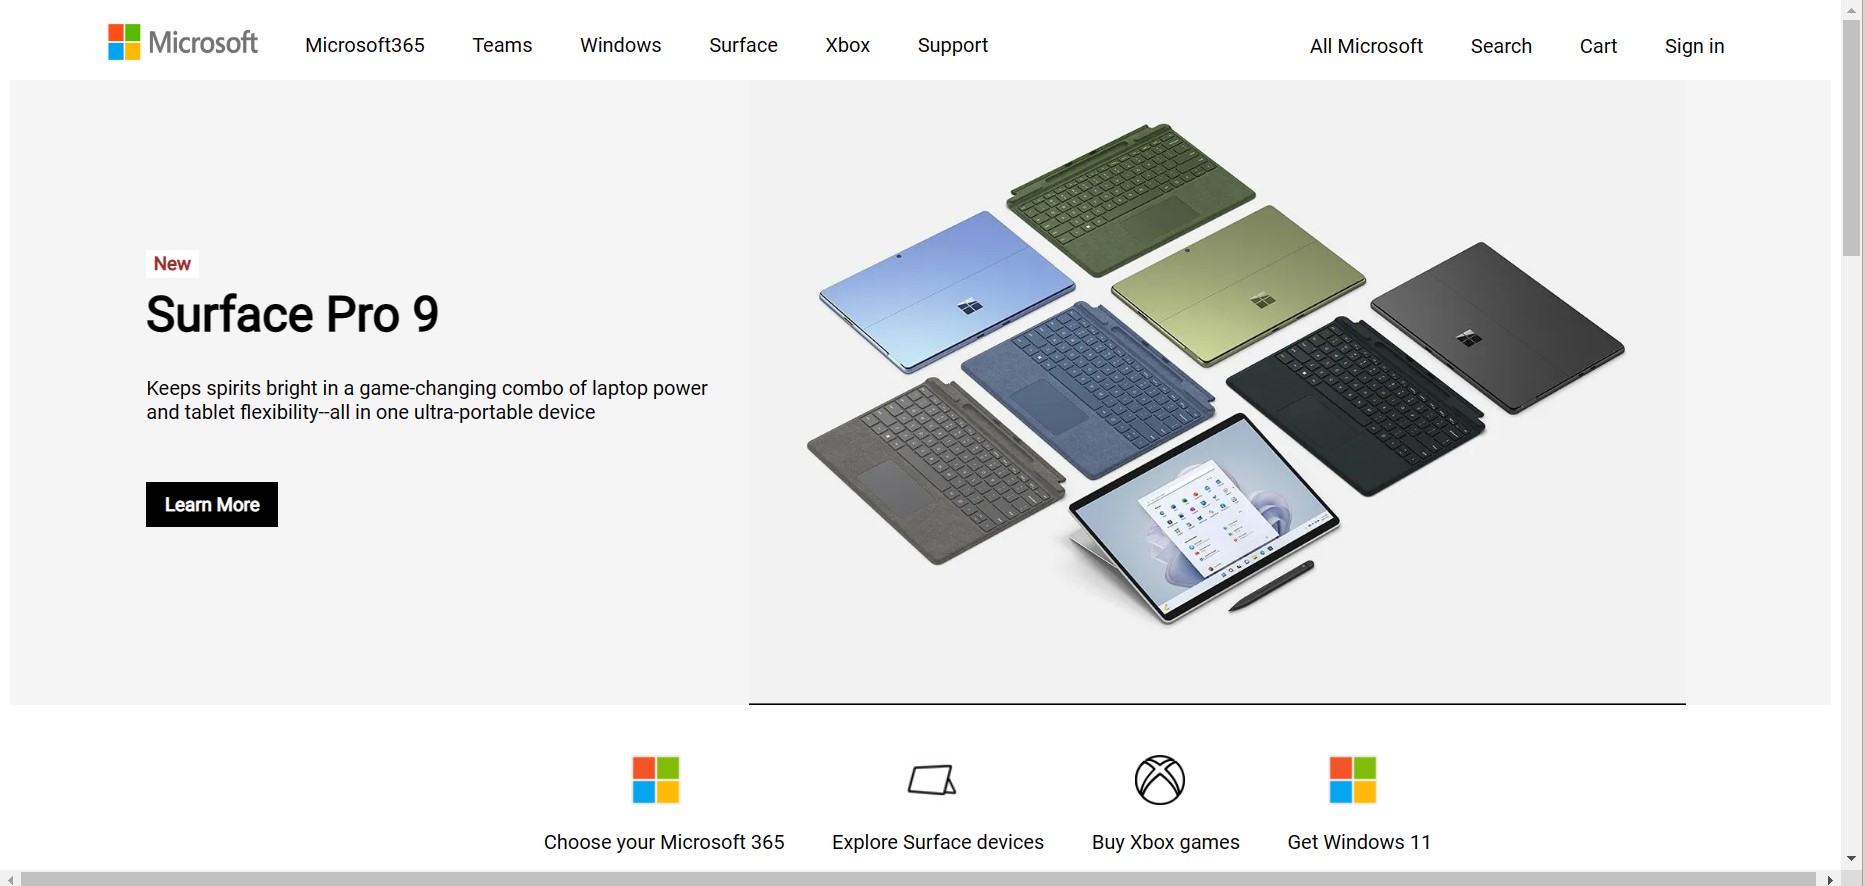 Microsoft Microsoft365 Teams Windows Surface Xbox Support All Microsoft Search Cart Sign in
New
Surface Pro 9
Keeps spirits bright in a game-changing combo of laptop power
and tablet flexibility--all in one ultra-portable device
Learn More
Choose your Microsoft 365 Explore Surface devices Buy Xbox games Get Windows 11